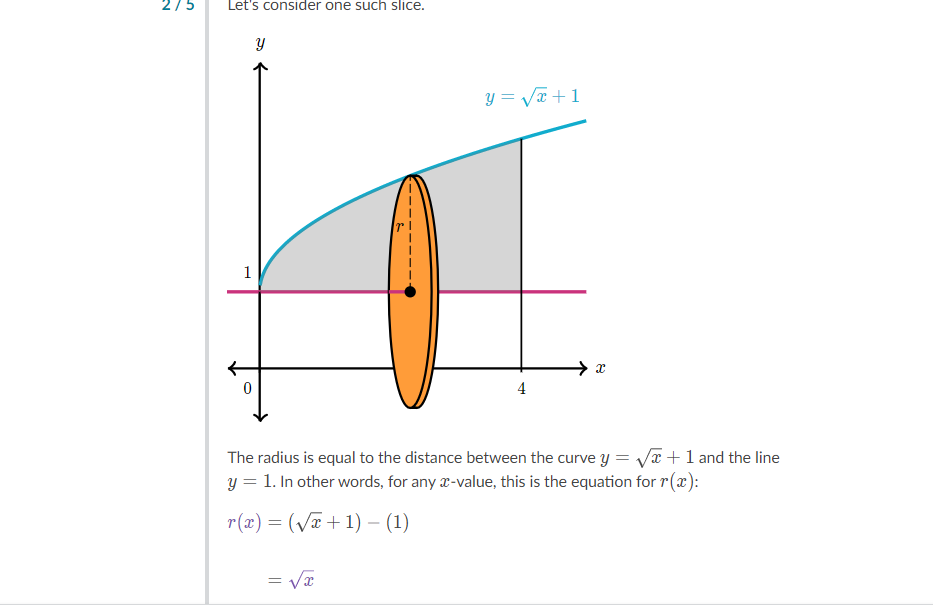 2 / 5
Let's consider one such slice.
y
y = √x + 1
r
1
x
0
4
The radius is equal to the distance between the curve y = √x + 1 and the line
y = 1. In other words, for any x-value, this is the equation for r(x):
r(x) = (√x + 1) − (1)
= √x